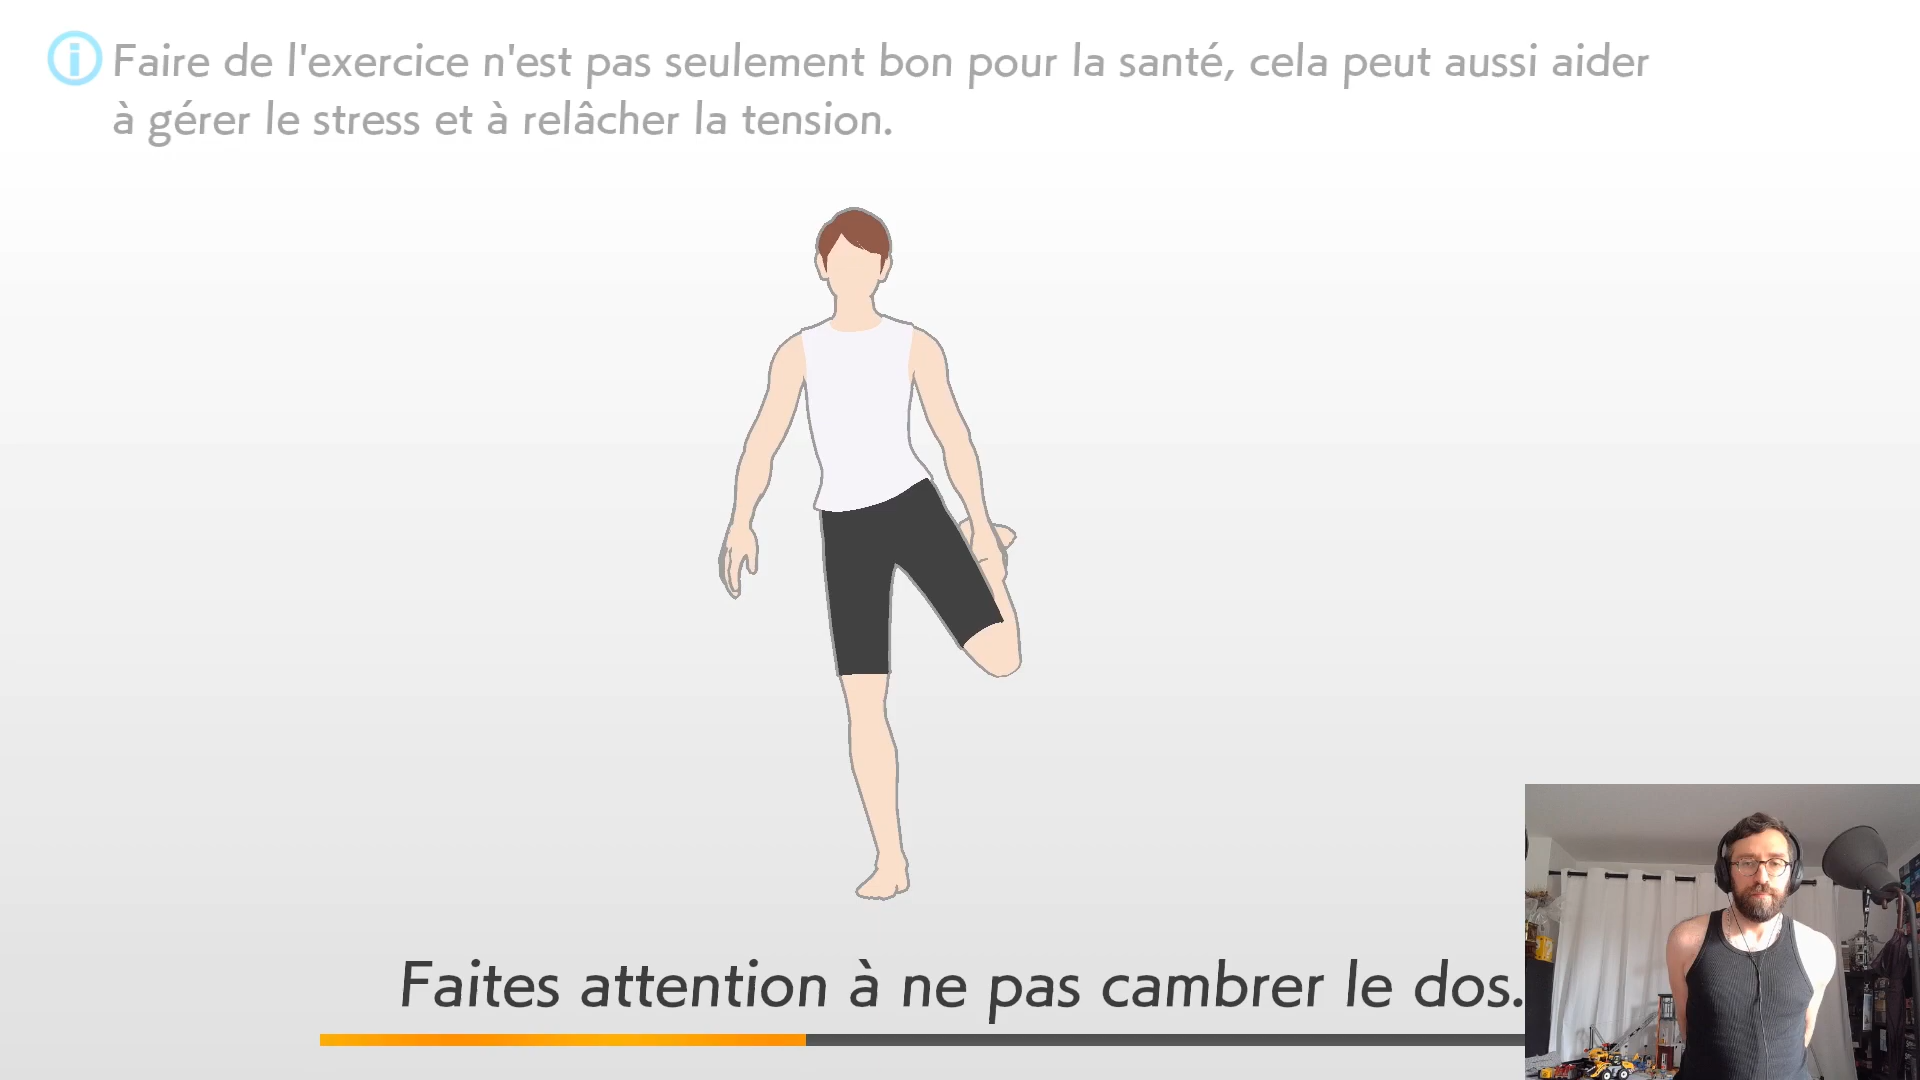 Faire de l'exercice n'est pas seulement bon pour la santé, cela peut aussi aider
à gérer le stress et à relâcher la tension.
Faites attention à ne pas cambrer le dos.